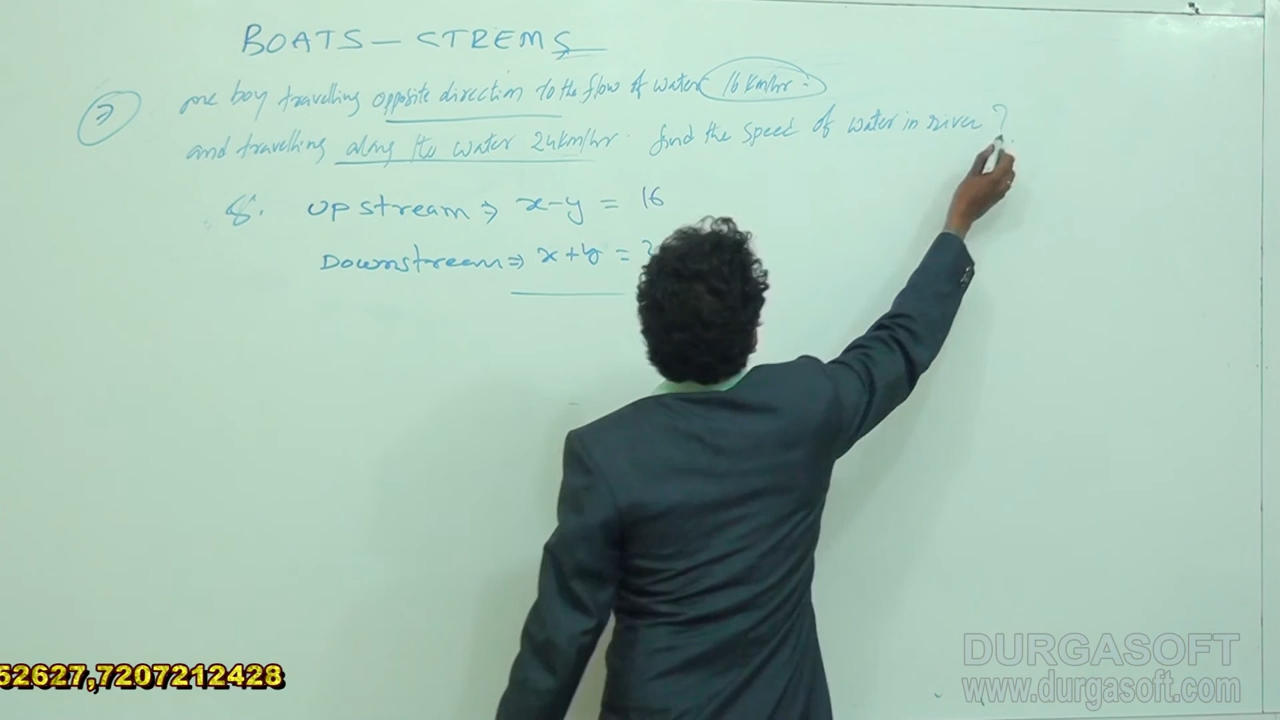 BOATS - STREMS
7) one boy travelling opposite direction to the flow of water 16 km/hr.
and travelling along the water 24km/hr. find the speed of water in river?
S. Upstream ⇒ x-y = 16
Downstream ⇒ x+y = 2
DURGASOFT
www.durgasoft.com
52627,7207212428